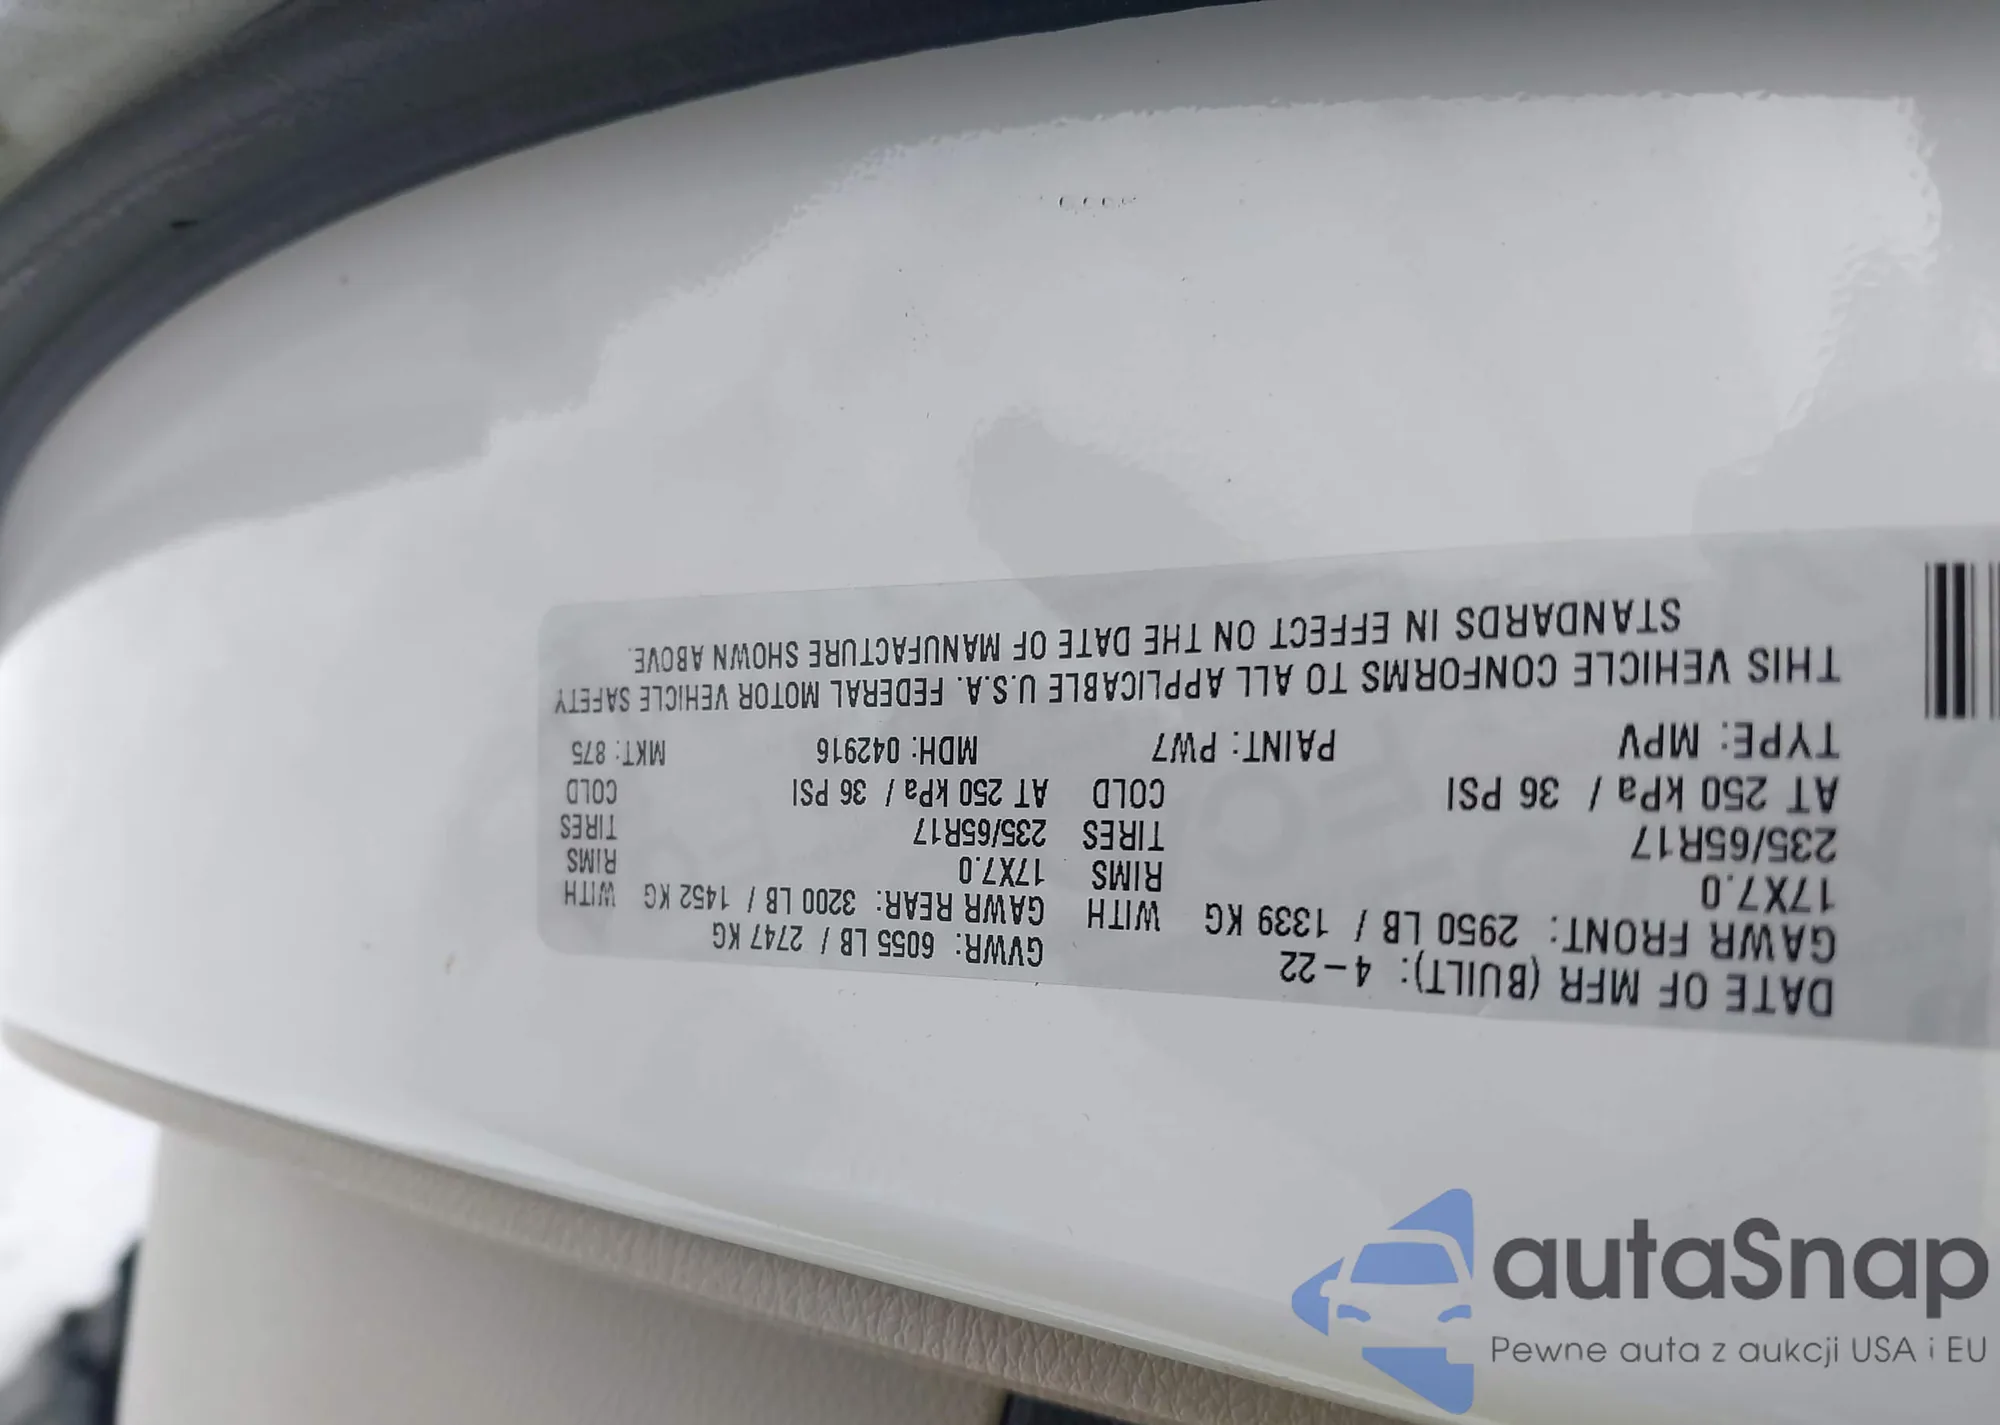 DATE OF MFR (BUILT): 4-22 GVWR: 6055 LB / 2747 KG
GAWR FRONT: 2950 LB / 1339 KG WITH GAWR REAR: 3200 LB / 1452 KG WITH
17X7.0 RIMS 17X7.0 RIMS
235/65R17 TIRES 235/65R17 TIRES
AT 250 kPa / 36 PSI COLD AT 250 kPa / 36 PSI COLD
TYPE: MPV PAINT: PW7 MDH: 042916 MKT: 875
THIS VEHICLE CONFORMS TO ALL APPLICABLE U.S.A. FEDERAL MOTOR VEHICLE SAFETY
STANDARDS IN EFFECT ON THE DATE OF MANUFACTURE SHOWN ABOVE.
autaSnap
Pewne auta z aukcji USA i EU